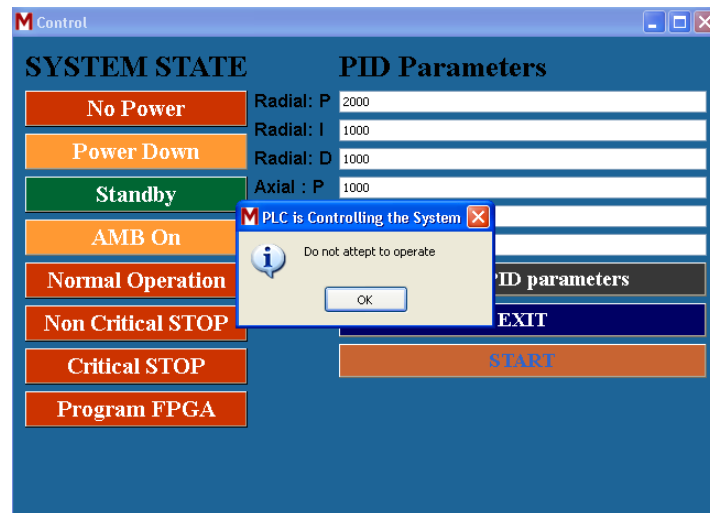 Control
SYSTEM STATE
No Power
Power Down
Standby
AMB On
Normal Operation
Non Critical STOP
Critical STOP
Program FPGA
PID Parameters
Radial: P 2000
Radial: I 1000
Radial: D 1000
Axial : P 1000
PLC is Controlling the System
Do not attept to operate
OK
PID parameters
EXIT
START